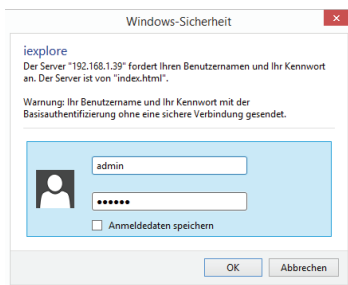 Windows-Sicherheit
iexplore
Der Server "192.168.1.39" fordert Ihren Benutzernamen und Ihr Kennwort
an. Der Server ist von "index.html".
Warnung: Ihr Benutzername und Ihr Kennwort mit der
Basisauthentifizierung ohne eine sichere Verbindung gesendet.
admin
••••••
Anmeldedaten speichern
OK Abbrechen